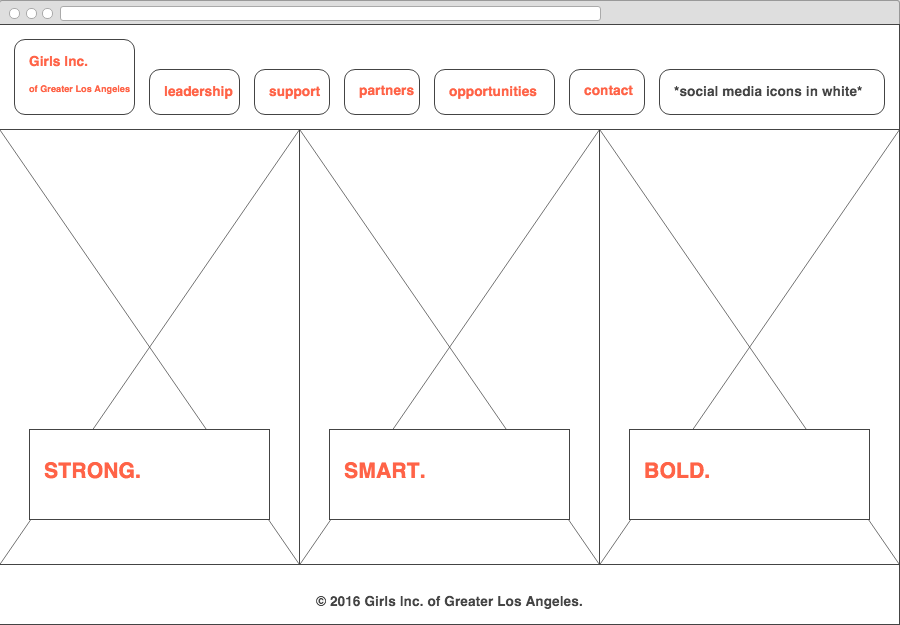 Girls Inc.
of Greater Los Angeles
leadership
support
partners
opportunities
contact
*social media icons in white*
STRONG.
SMART.
BOLD.
© 2016 Girls Inc. of Greater Los Angeles.